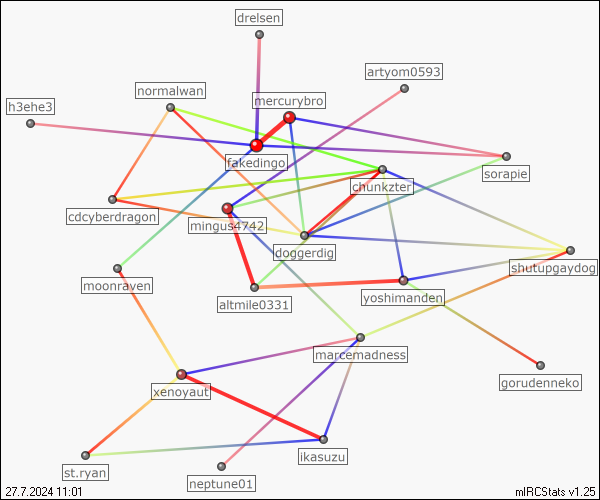 drelsen
artyom0593
normalwan
mercurybro
h3ehe3
fakedingo
sorapie
chunkzter
cdcyberdragon
mingus4742
doggerdig
shutupgaydog
moonraven
altmile0331
yoshimanden
marcemadness
gorudenneko
xenoyaut
ikasuzu
st.ryan
neptune01
27.7.2024 11:01
mIRCStats v1.25